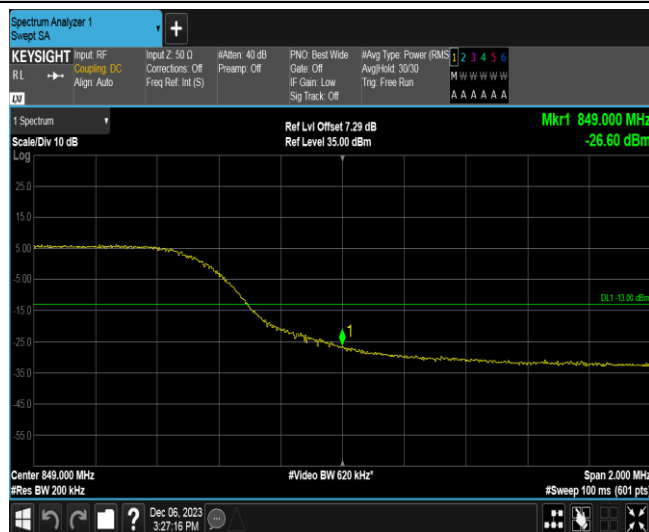 Spectrum Analyzer 1
Swept SA
+
KEYSIGHT
RL
LXI
Input: RF
Coupling: DC
Align: Auto
Input Z: 50 Ω
Corrections: Off
Freq Ref: Int (S)
#Atten: 40 dB
Preamp: Off
PNO: Best Wide
Gate: Off
IF Gain: Low
Sig Track: Off
#Avg Type: Power (RMS
Avg|Hold: 30/30
Trig: Free Run
1 2 3 4 5 6
M W W W W W
A A A A A A
1 Spectrum
Scale/Div 10 dB
Log
Ref Lvl Offset 7.29 dB
Ref Level 35.00 dBm
Mkr1 849.000 MHz
-26.60 dBm
25.0
15.0
5.00
-5.00
DL1 -13.00 dBm
-15.0
1
-25.0
-35.0
-45.0
-55.0
Center 849.000 MHz
#Res BW 200 kHz
#Video BW 620 kHz*
Span 2.000 MHz
#Sweep 100 ms (601 pts)
?
Dec 06, 2023
3:27:16 PM